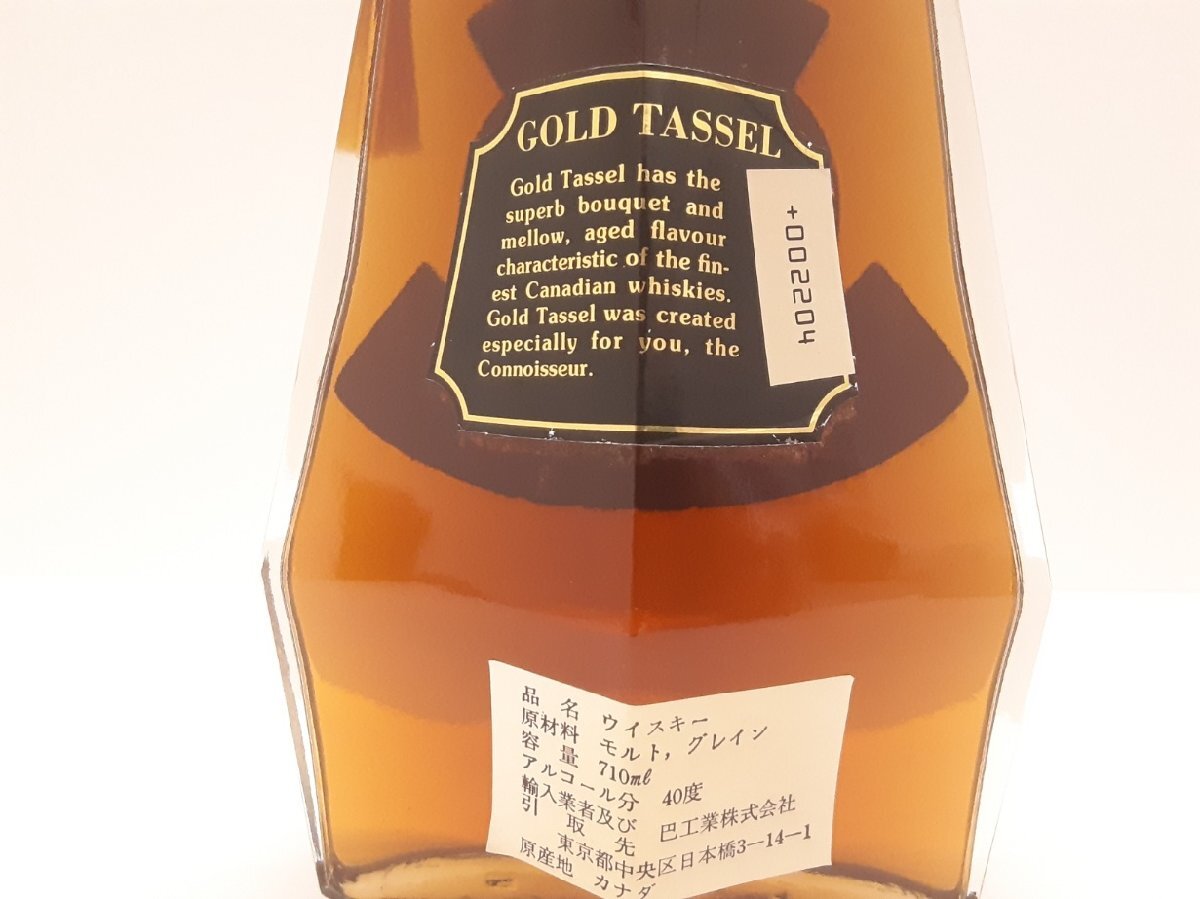 GOLD TASSEL
Gold Tassel has the
superb bouquet and
mellow, aged flavour
characteristic of the fin-
est Canadian whiskies.
Gold Tassel was created
especially for you, the
Connoisseur.
+002204
品名 ウイスキー
原材料 モルト, グレイン
容量 710ml
アルコール分 40度
輸入業者及び 巴工業株式会社
引取先
東京都中央区日本橋3-14-1
原産地 カナダ